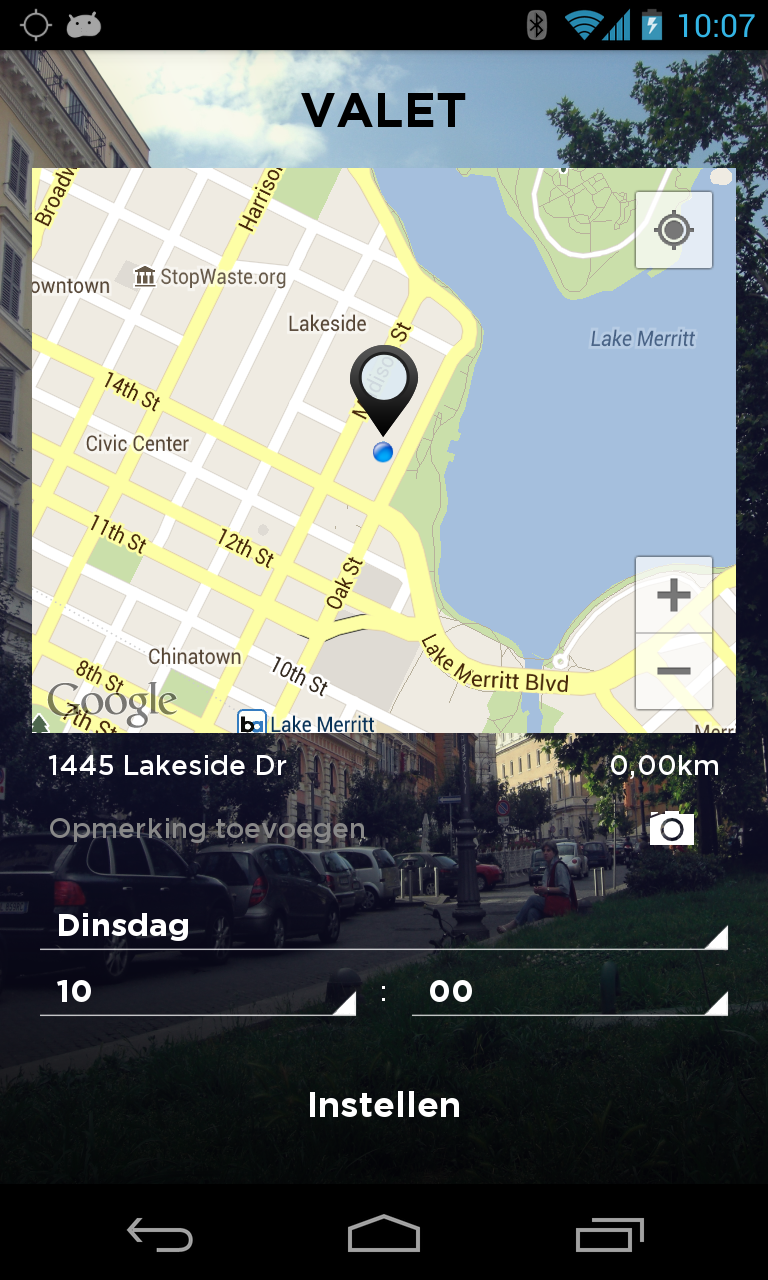 10:07
VALET
Broadw
Harrison
owntown
StopWaste.org
Lakeside
Madison St
Lake Merritt
14th St
Civic Center
11th St
12th St
Oak St
Chinatown
10th St
Lake Merritt Blvd
8th St
Google
7th St
ba Lake Merritt
Merr
1445 Lakeside Dr 0,00km
Opmerking toevoegen
Dinsdag
10 : 00
Instellen